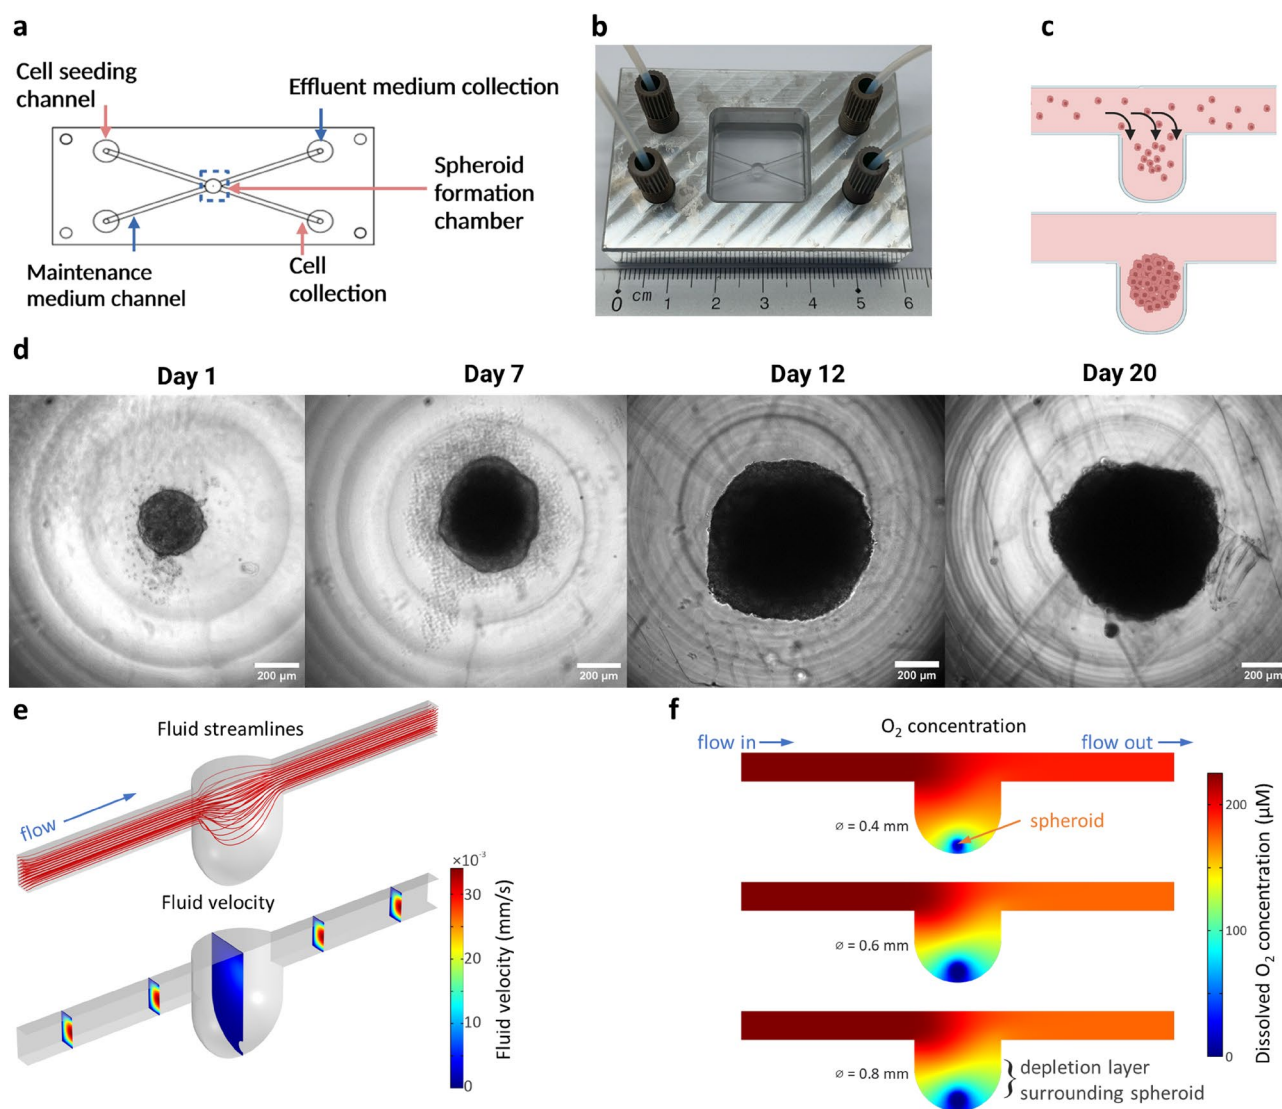 a
Cell seeding
channel
Effluent medium collection
Spheroid
formation
chamber
Maintenance
medium channel
Cell
collection
b
0 cm 1 2 3 4 5 6
c
d
Day 1
Day 7
Day 12
Day 20
200 µm
200 µm
200 µm
200 µm
e
Fluid streamlines
flow
Fluid velocity
×10⁻³
30
20
10
0
Fluid velocity (mm/s)
f
O₂ concentration
flow in
flow out
⌀ = 0.4 mm
spheroid
⌀ = 0.6 mm
⌀ = 0.8 mm
depletion layer
surrounding spheroid
200
100
0
Dissolved O₂ concentration (µM)